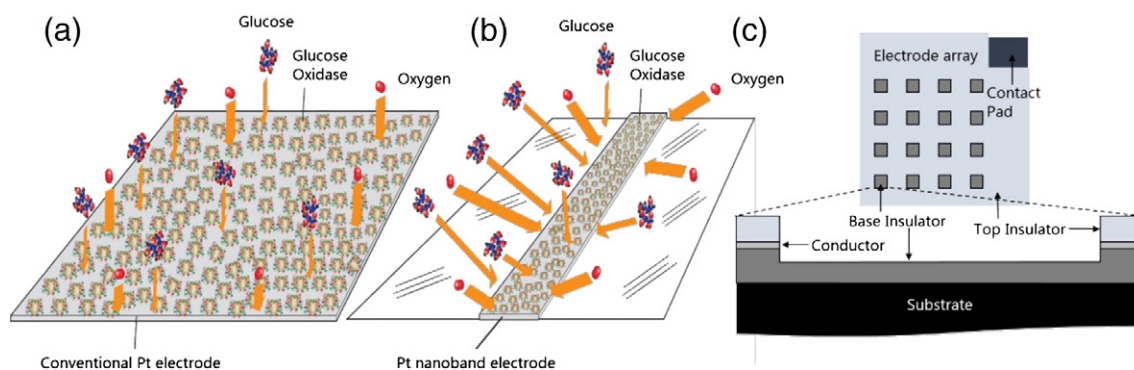 (a)
Glucose
Glucose
Oxidase
Oxygen
Conventional Pt electrode
(b)
Glucose
Glucose
Oxidase
Oxygen
Pt nanoband electrode
(c)
Electrode array
Contact
Pad
Base Insulator
Top Insulator
Conductor
Substrate